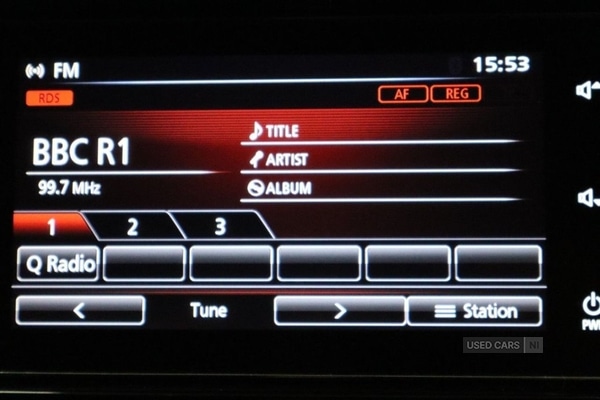 FM
15:53
RDS
AF REG
TITLE
BBC R1
ARTIST
99.7 MHz
ALBUM
1 2 3
Q Radio
< Tune > Station
USED CARS NI